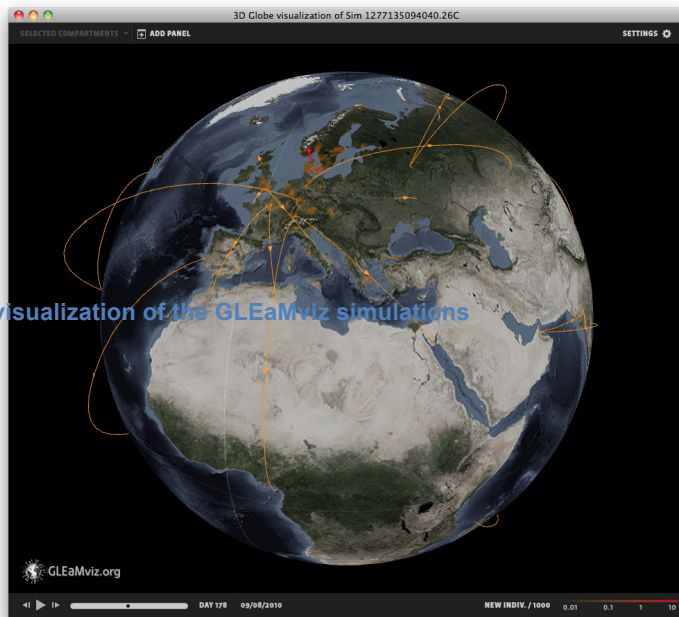 3D Globe visualization of Sim 1277135094040.26C
SELECTED COMPARTMENTS
ADD PANEL
SETTINGS
visualization of the GLEaMviz simulations
GLEaMviz.org
DAY 178 09/08/2010 NEW INDIV. / 1000 0.01 0.1 1 10